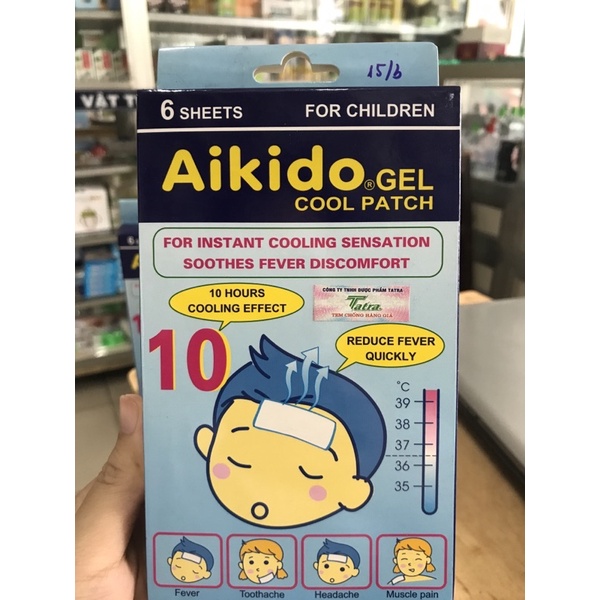 15/b
VẬT T
6 SHEETS FOR CHILDREN
Aikido® GEL
COOL PATCH
FOR INSTANT COOLING SENSATION
SOOTHES FEVER DISCOMFORT
10 HOURS
COOLING EFFECT
CÔNG TY TNHH DƯỢC PHẨM TATRA
Tatra
TEM CHỐNG HÀNG GIẢ
10
REDUCE FEVER
QUICKLY
°C
39
38
37
36
35
Fever Toothache Headache Muscle pain